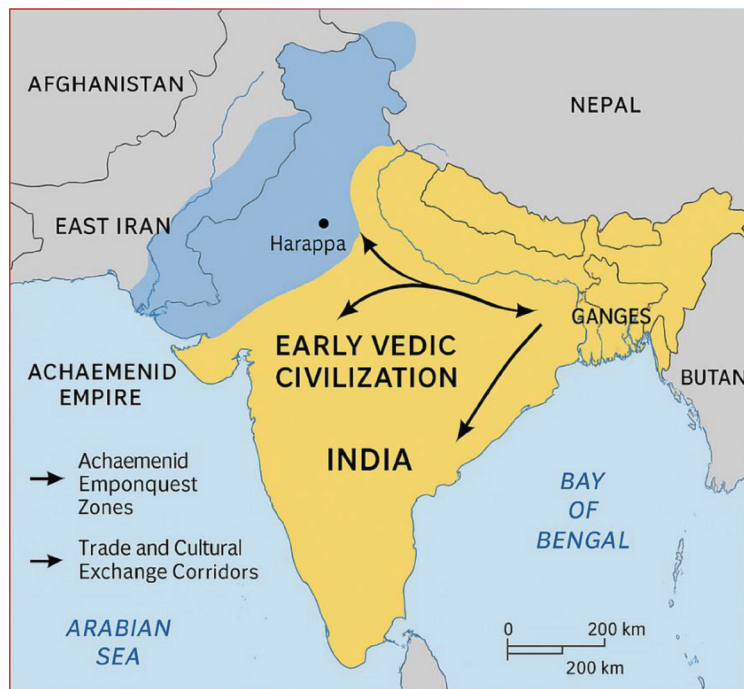 AFGHANISTAN
NEPAL
EAST IRAN
Harappa
GANGES
EARLY VEDIC
CIVILIZATION
ACHAEMENID
EMPIRE
BUTAN
INDIA
Achaemenid
Emponquest
Zones
BAY
OF
BENGAL
Trade and Cultural
Exchange Corridors
ARABIAN
SEA
0 200 km
200 km